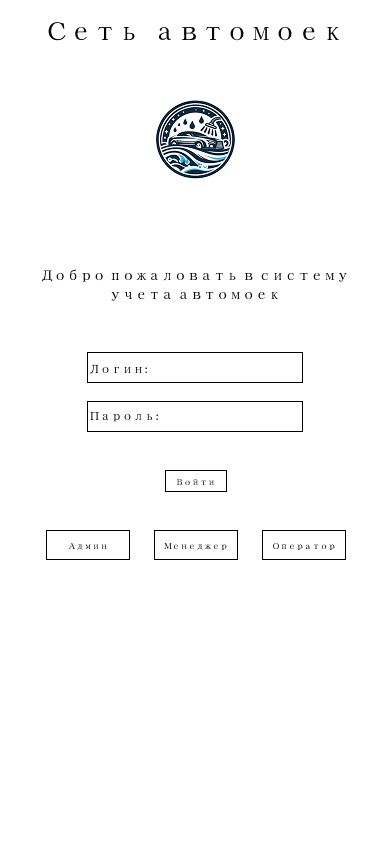 Сеть автомоек
Добро пожаловать в систему
учета автомоек
Логин:
Пароль:
Войти
Админ
Менеджер
Оператор